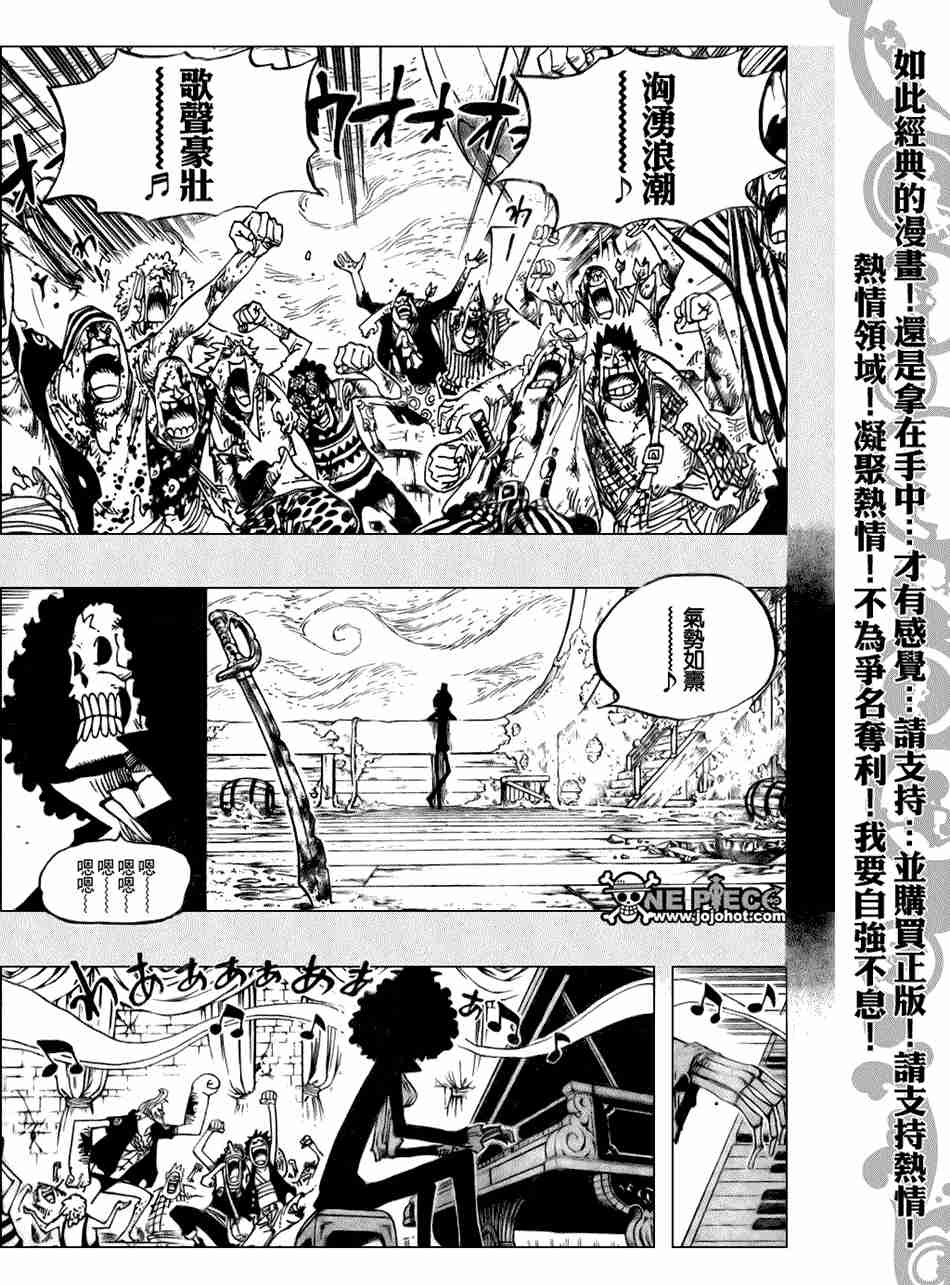 如此經典的漫畫！還是拿在手中…才有感覺…請支持…並購買正版！請支持熱情！
熱情領域！凝聚熱情！不為爭名奪利！我要自強不息！
洶湧浪潮
～～～♪
ウオオオオ
わー
歌聲豪壯
～～～♬
氣勢如熏
～～～♪
嗯～～
嗯嗯～～
嗯～～
嗯嗯～～
ONE PIECE
www.jojohot.com
わああああああ